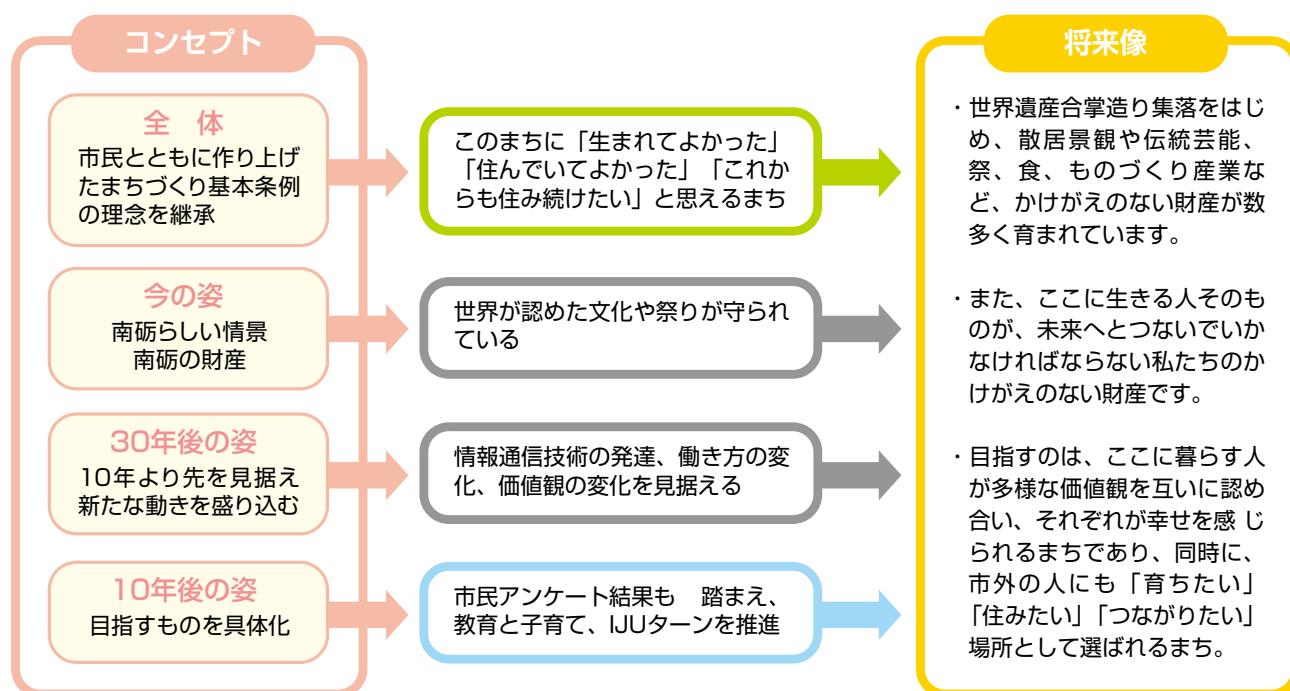 コンセプト
全　体
市民とともに作り上げ
たまちづくり基本条例
の理念を継承
このまちに「生まれてよかった」
「住んでいてよかった」「これか
らも住み続けたい」と思えるまち
今の姿
南砺らしい情景
南砺の財産
世界が認めた文化や祭りが守られ
ている
30年後の姿
10年より先を見据え
新たな動きを盛り込む
情報通信技術の発達、働き方の変
化、価値観の変化を見据える
10年後の姿
目指すものを具体化
市民アンケート結果も　踏まえ、
教育と子育て、IJUターンを推進
将来像
・世界遺産合掌造り集落をはじ
め、散居景観や伝統芸能、
祭、食、ものづくり産業な
ど、かけがえのない財産が数
多く育まれています。
・また、ここに生きる人そのも
のが、未来へとつないでいか
なければならない私たちのか
けがえのない財産です。
・目指すのは、ここに暮らす人
が多様な価値観を互いに認め
合い、それぞれが幸せを感 じ
られるまちであり、同時に、
市外の人にも「育ちたい」
「住みたい」「つながりたい」
場所として選ばれるまち。